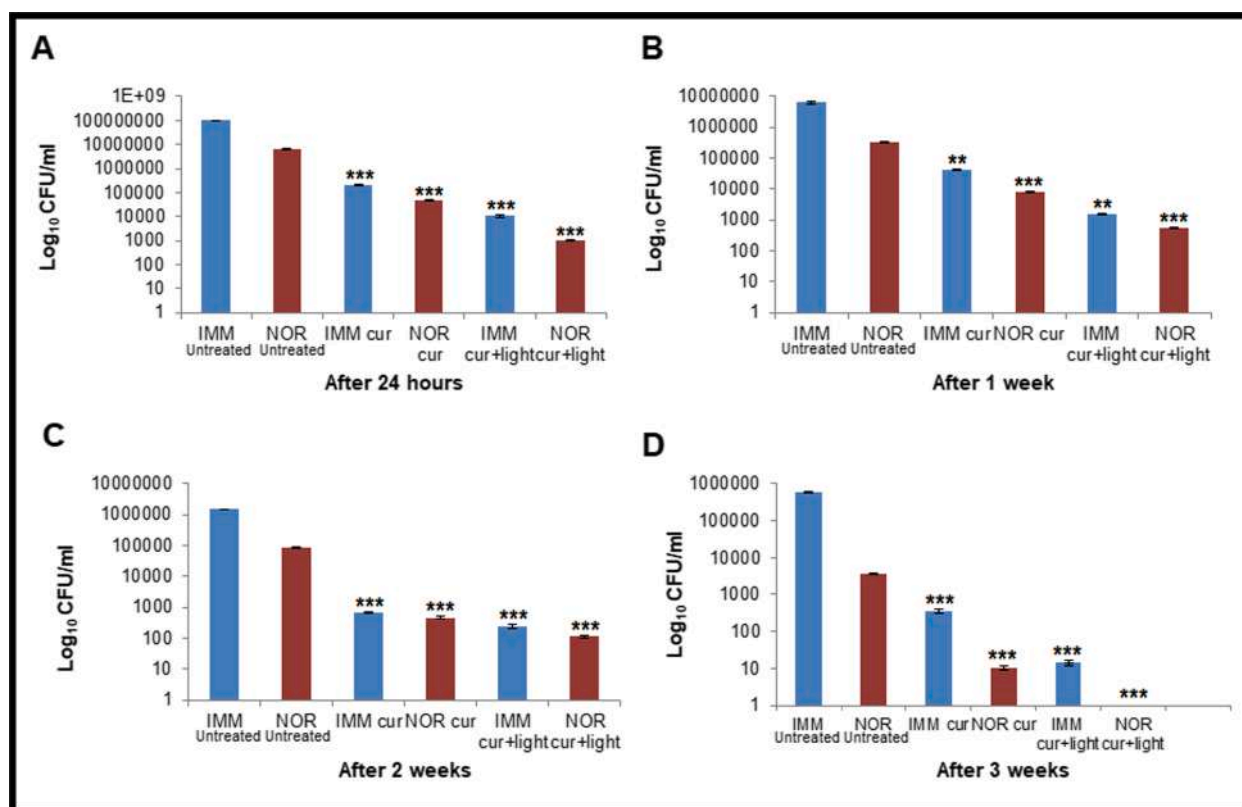 A
Log₁₀ CFU/ml
1E+09
100000000
10000000
1000000
100000
10000
1000
100
10
1
***
***
***
***
IMM Untreated
NOR Untreated
IMM cur
NOR cur
IMM cur+light
NOR cur+light
After 24 hours
B
Log₁₀ CFU/ml
10000000
1000000
100000
10000
1000
100
10
1
**
***
**
***
IMM Untreated
NOR Untreated
IMM cur
NOR cur
IMM cur+light
NOR cur+light
After 1 week
C
Log₁₀ CFU/ml
10000000
1000000
100000
10000
1000
100
10
1
***
***
***
***
IMM Untreated
NOR Untreated
IMM cur
NOR cur
IMM cur+light
NOR cur+light
After 2 weeks
D
Log₁₀ CFU/ml
1000000
100000
10000
1000
100
10
1
***
***
***
***
IMM Untreated
NOR Untreated
IMM cur
NOR cur
IMM cur+light
NOR cur+light
After 3 weeks